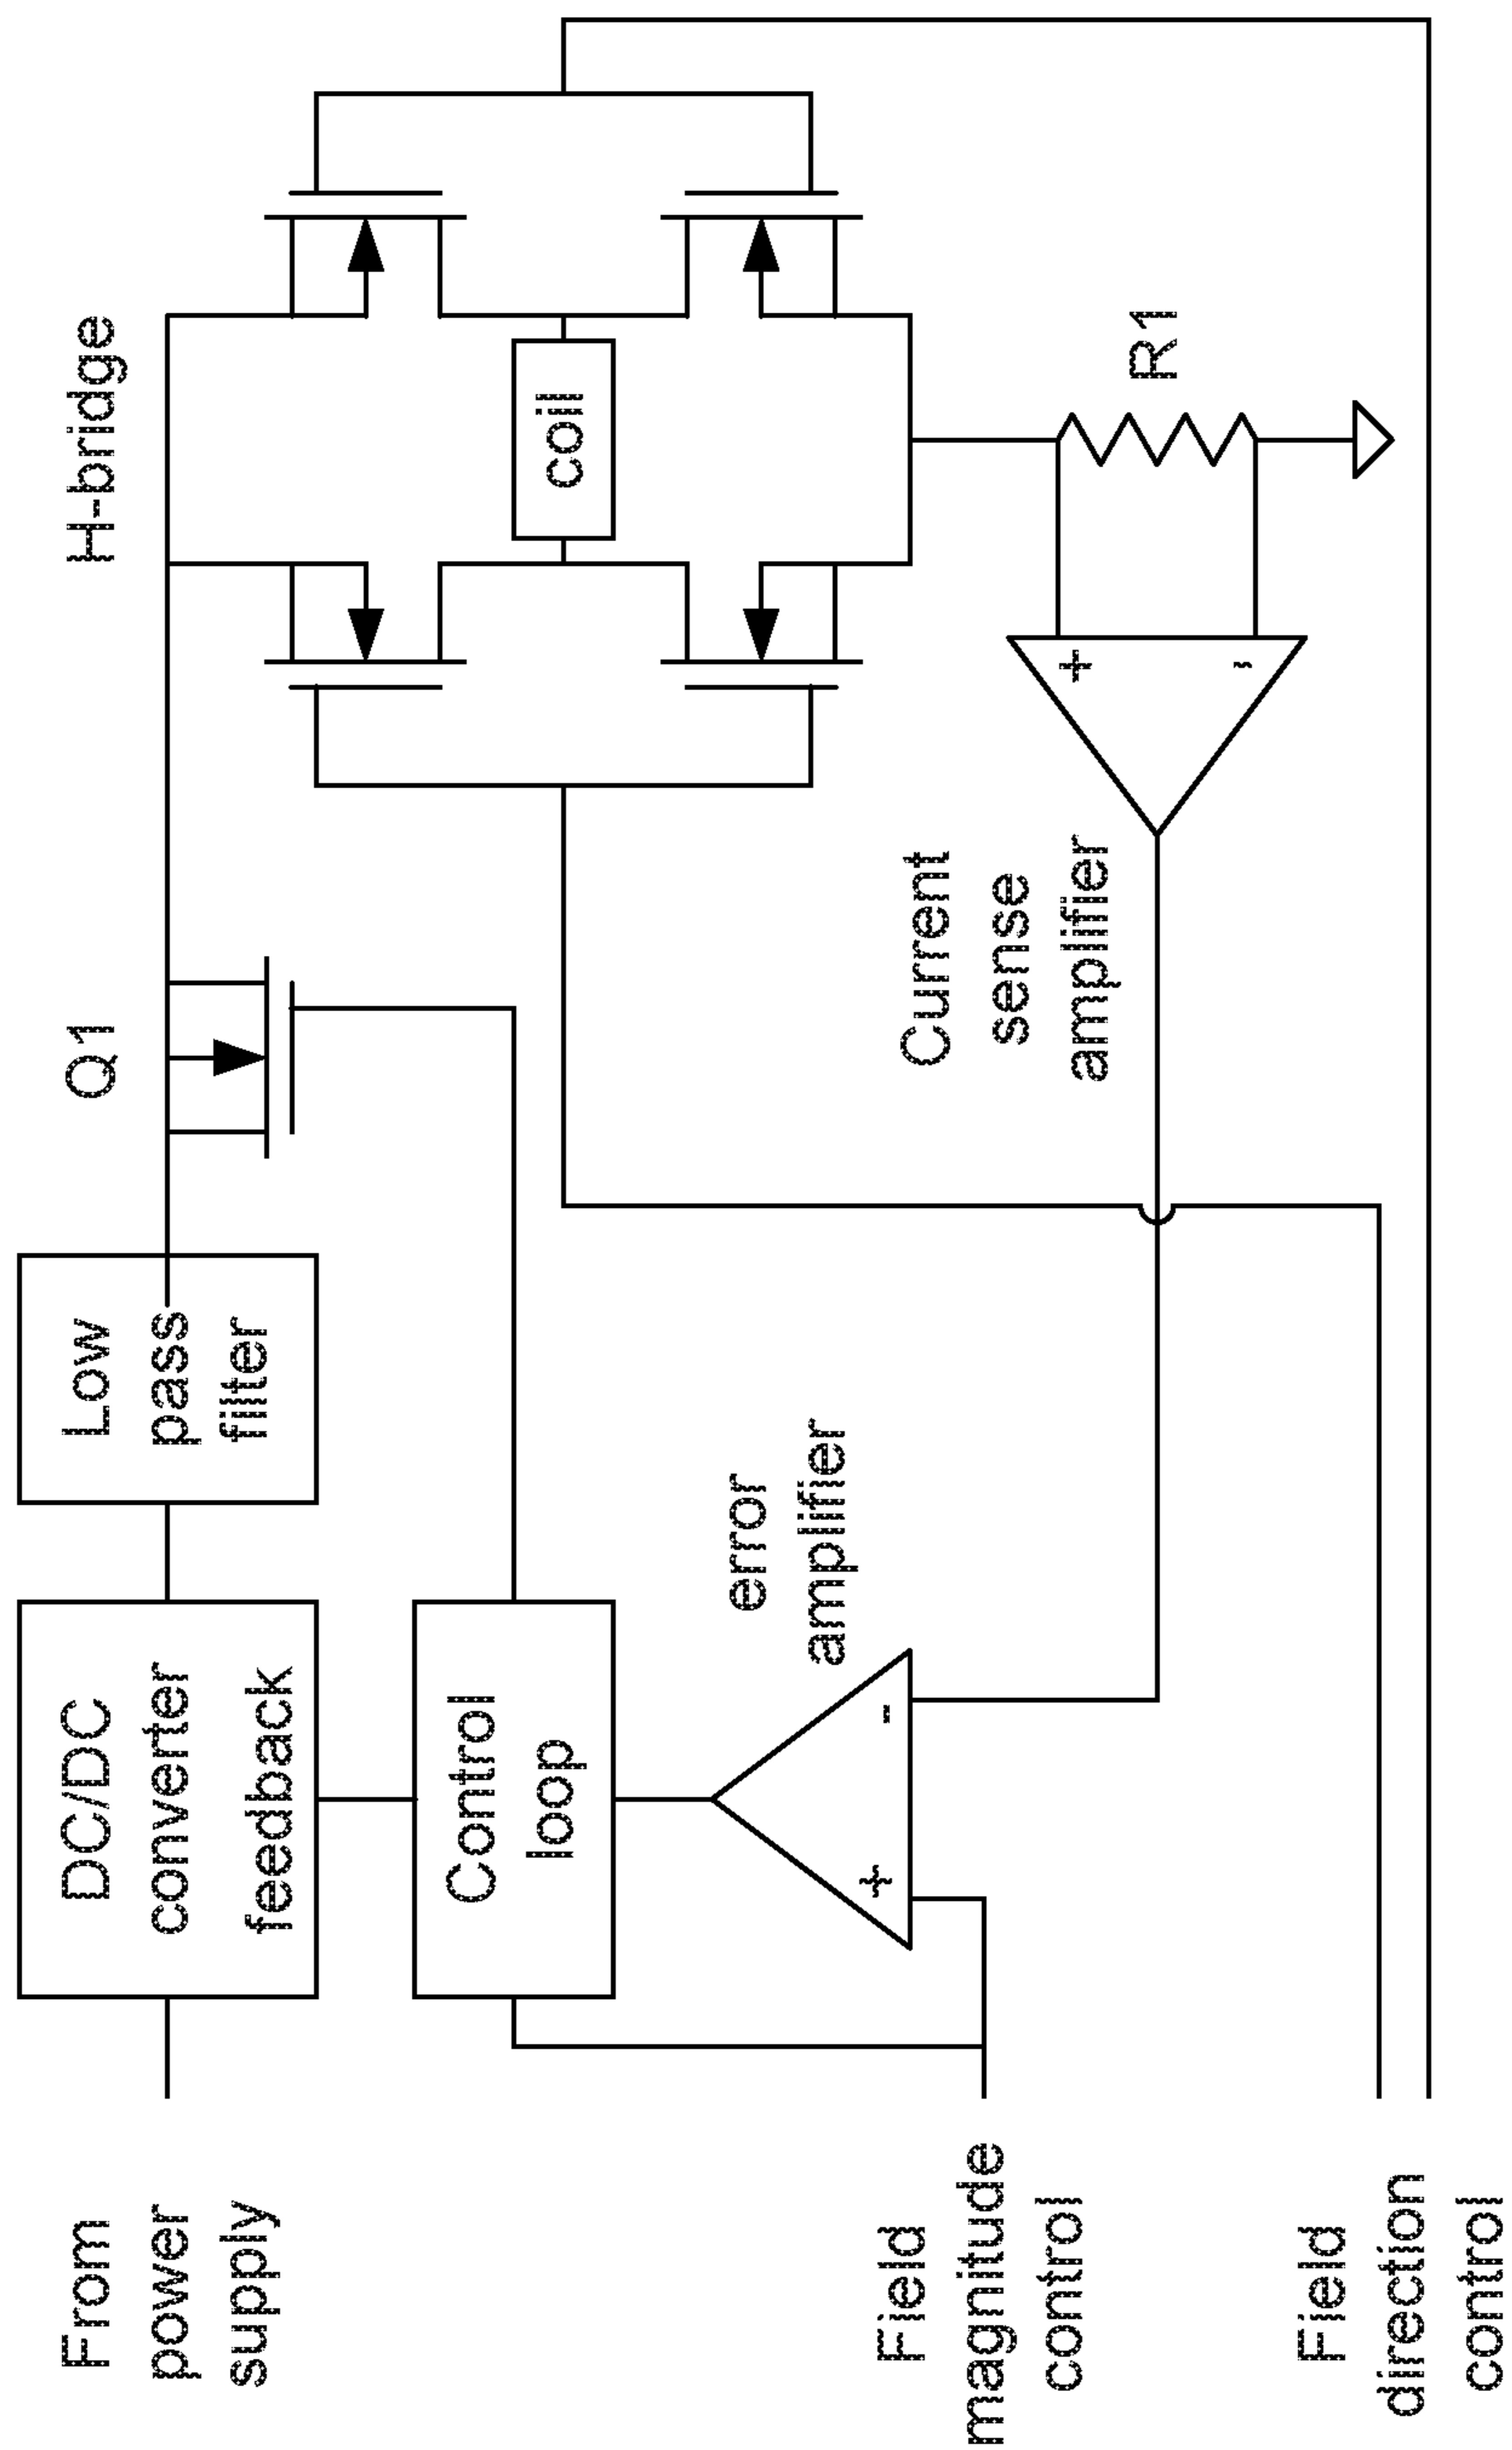 From
power
supply
DC/DC
converter
feedback
Low
pass
filter
Q1
H-bridge
coil
Control
loop
error
amplifier
+
-
Current
sense
amplifier
+
-
R1
Field
magnitude
control
Field
direction
control